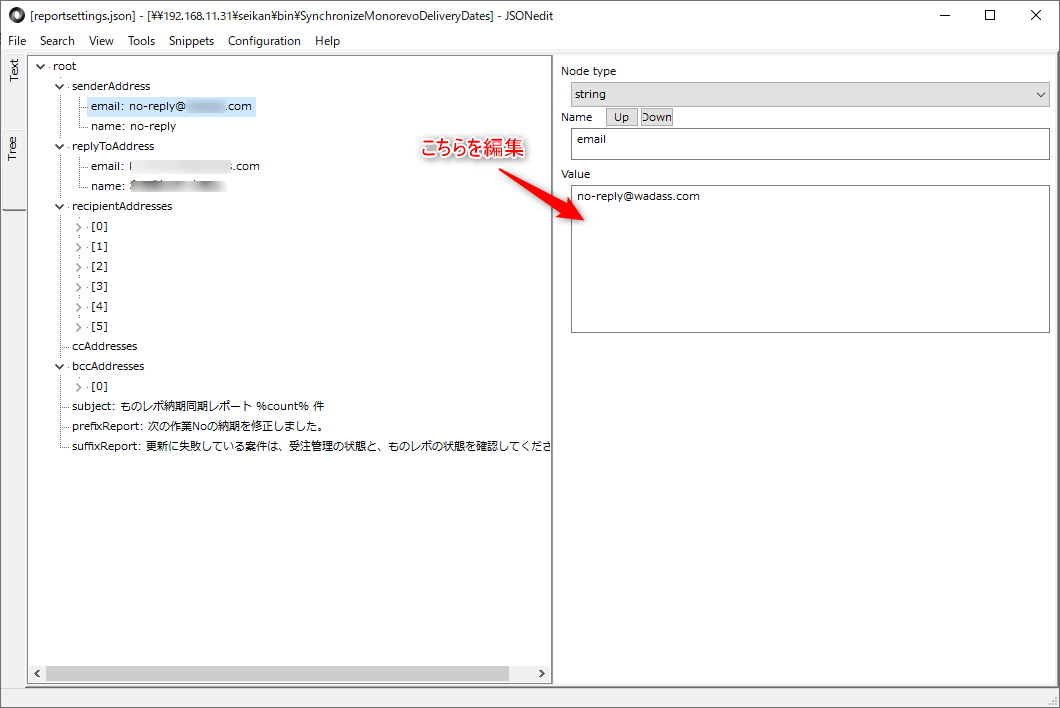 [reportsettings.json] - [¥¥192.168.11.31¥seikan¥bin¥SynchronizeMonorevoDeliveryDates] - JSONedit
File Search View Tools Snippets Configuration Help
Text
Tree
root
senderAddress
email: no-reply@ .com
name: no-reply
replyToAddress
email: s.com
name:
recipientAddresses
[0]
[1]
[2]
[3]
[4]
[5]
ccAddresses
bccAddresses
[0]
subject: ものレボ納期同期レポート %count% 件
prefixReport: 次の作業Noの納期を修正しました。
suffixReport: 更新に失敗している案件は、受注管理の状態と、ものレボの状態を確認してくださ
こちらを編集
Node type
string
Name Up Down
email
Value
no-reply@wadass.com